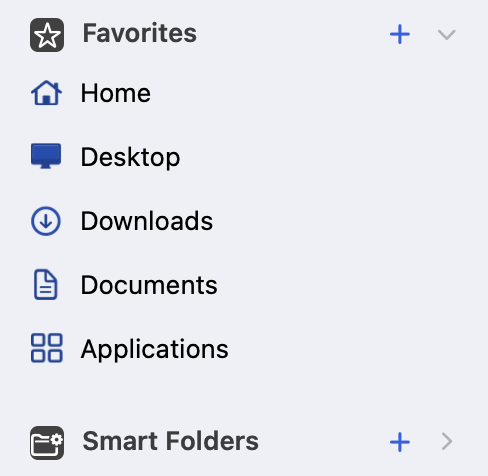 Favorites
Home
Desktop
Downloads
Documents
Applications
Smart Folders